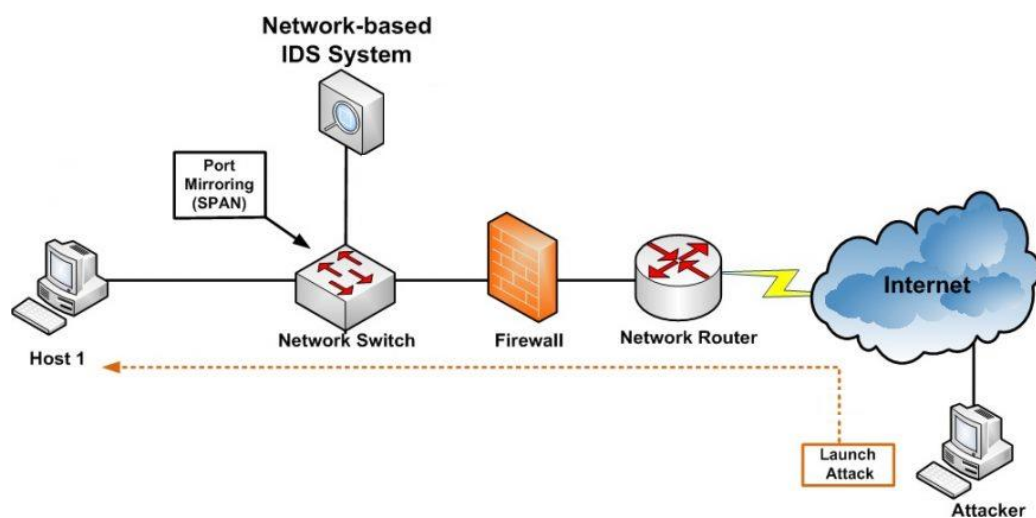 Network-based
IDS System
Port
Mirroring
(SPAN)
Internet
Network Switch
Firewall
Network Router
Host 1
Launch
Attack
Attacker